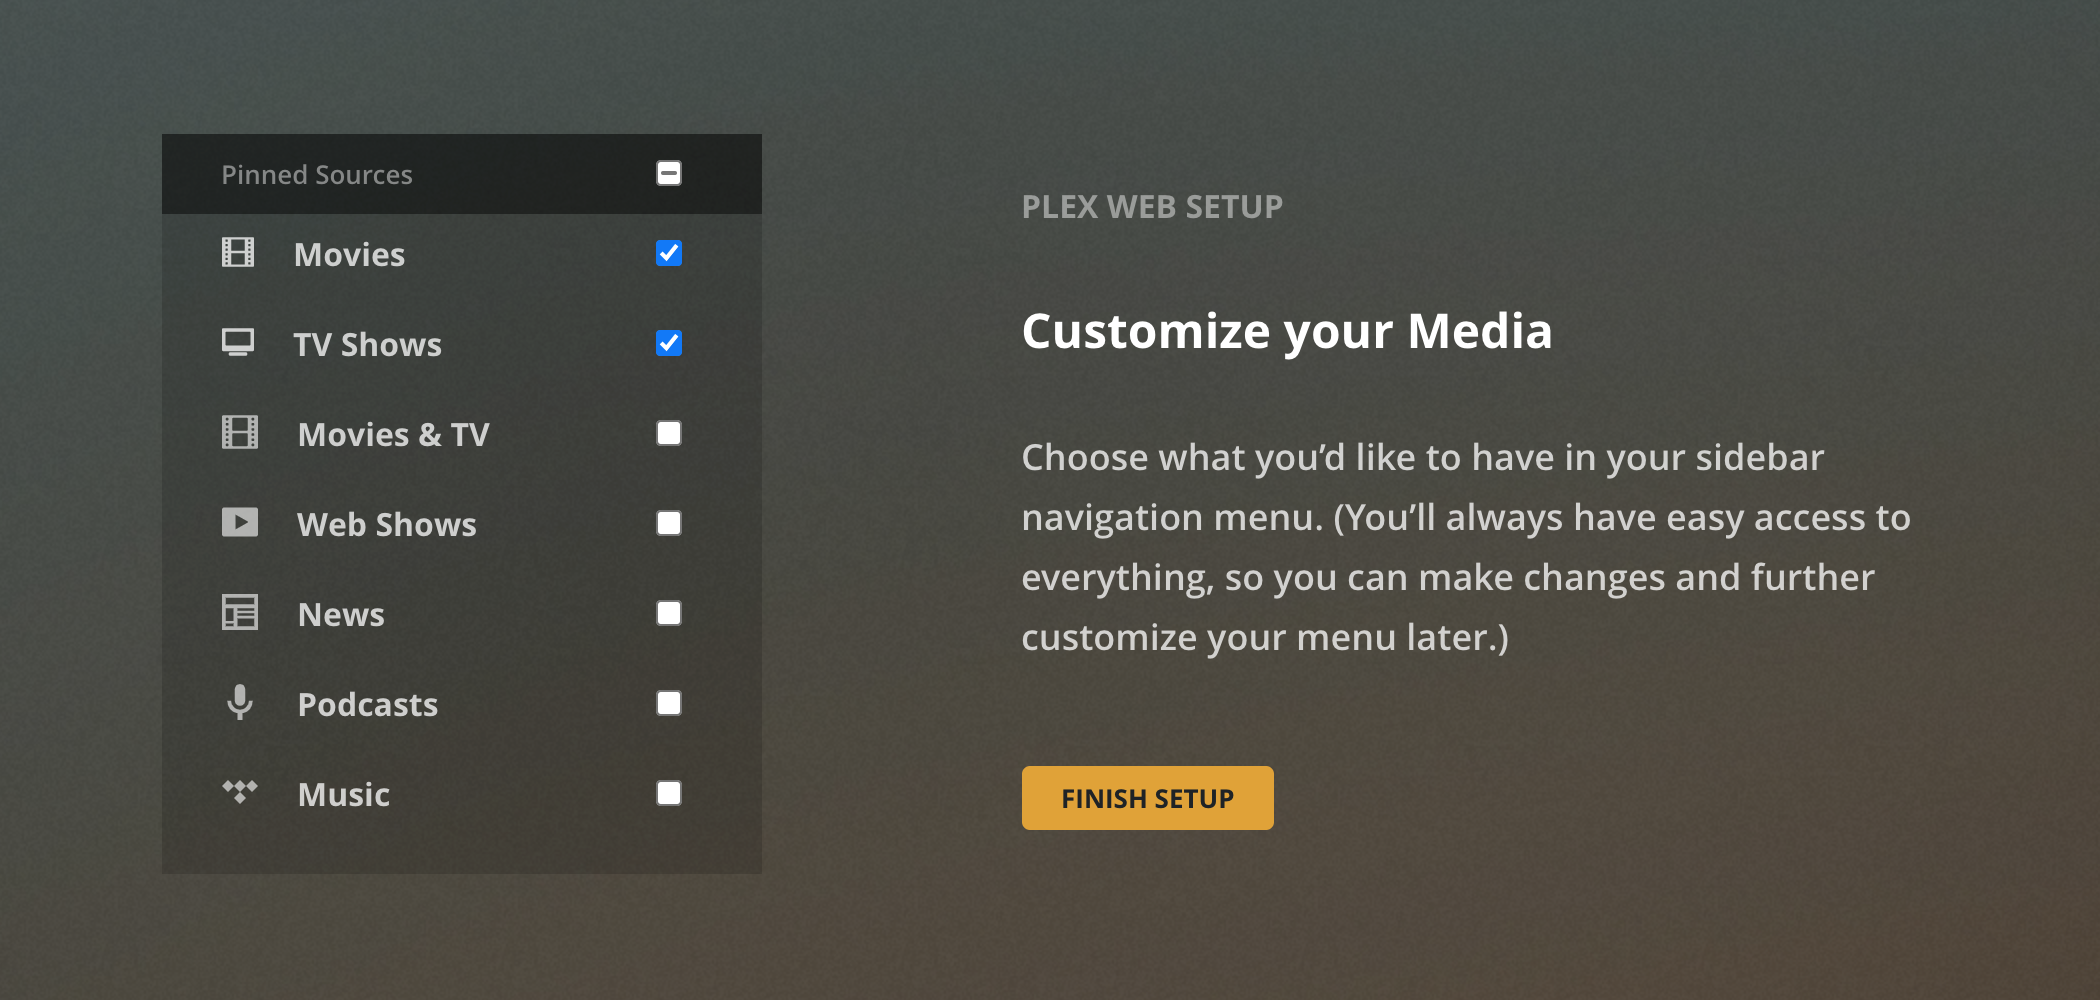 Pinned Sources
Movies
TV Shows
Movies & TV
Web Shows
News
Podcasts
Music
PLEX WEB SETUP
Customize your Media
Choose what you’d like to have in your sidebar
navigation menu. (You’ll always have easy access to
everything, so you can make changes and further
customize your menu later.)
FINISH SETUP